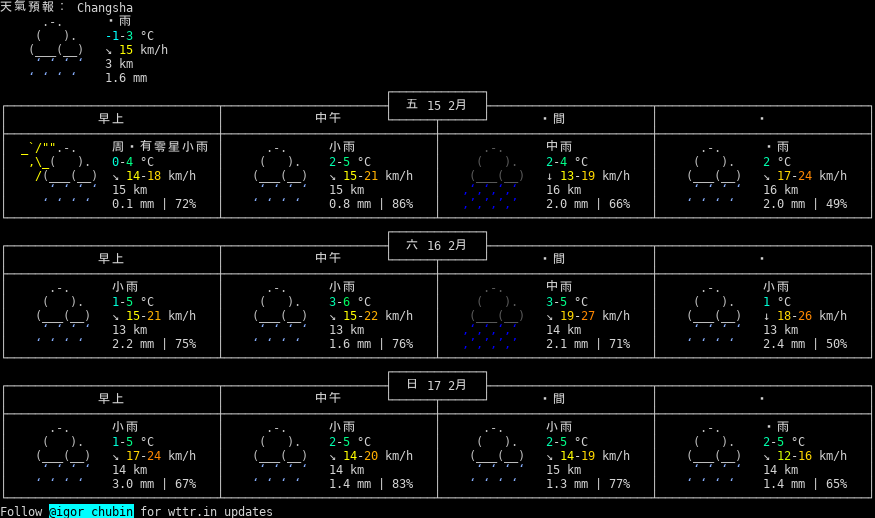 天氣預報： Changsha
・雨
-1-3 °C
↘ 15 km/h
3 km
1.6 mm
五 15 2月
早上 中午 ・間 ・
周・有零星小雨 小雨 中雨 ・雨
0-4 °C 2-5 °C 2-4 °C 2 °C
↘ 14-18 km/h ↘ 15-21 km/h ↓ 13-19 km/h ↘ 17-24 km/h
15 km 15 km 16 km 16 km
0.1 mm | 72% 0.8 mm | 86% 2.0 mm | 66% 2.0 mm | 49%
六 16 2月
早上 中午 ・間 ・
小雨 小雨 中雨 小雨
1-5 °C 3-6 °C 3-5 °C 1 °C
↘ 15-21 km/h ↘ 15-22 km/h ↘ 19-27 km/h ↓ 18-26 km/h
13 km 13 km 14 km 13 km
2.2 mm | 75% 1.6 mm | 76% 2.1 mm | 71% 2.4 mm | 50%
日 17 2月
早上 中午 ・間 ・
小雨 小雨 小雨 ・雨
1-5 °C 2-5 °C 2-5 °C 2-5 °C
↘ 17-24 km/h ↘ 14-20 km/h ↘ 14-19 km/h ↘ 12-16 km/h
14 km 14 km 15 km 14 km
3.0 mm | 67% 1.4 mm | 83% 1.3 mm | 77% 1.4 mm | 65%
Follow @igor_chubin for wttr.in updates